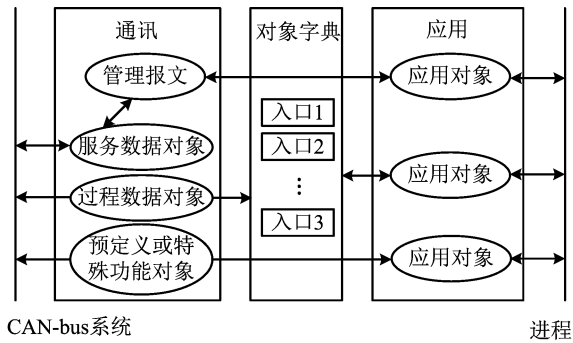 通讯
对象字典
应用
管理报文
应用对象
入口1
服务数据对象
入口2
过程数据对象
应用对象
入口3
预定义或特
殊功能对象
应用对象
CAN-bus系统
进程